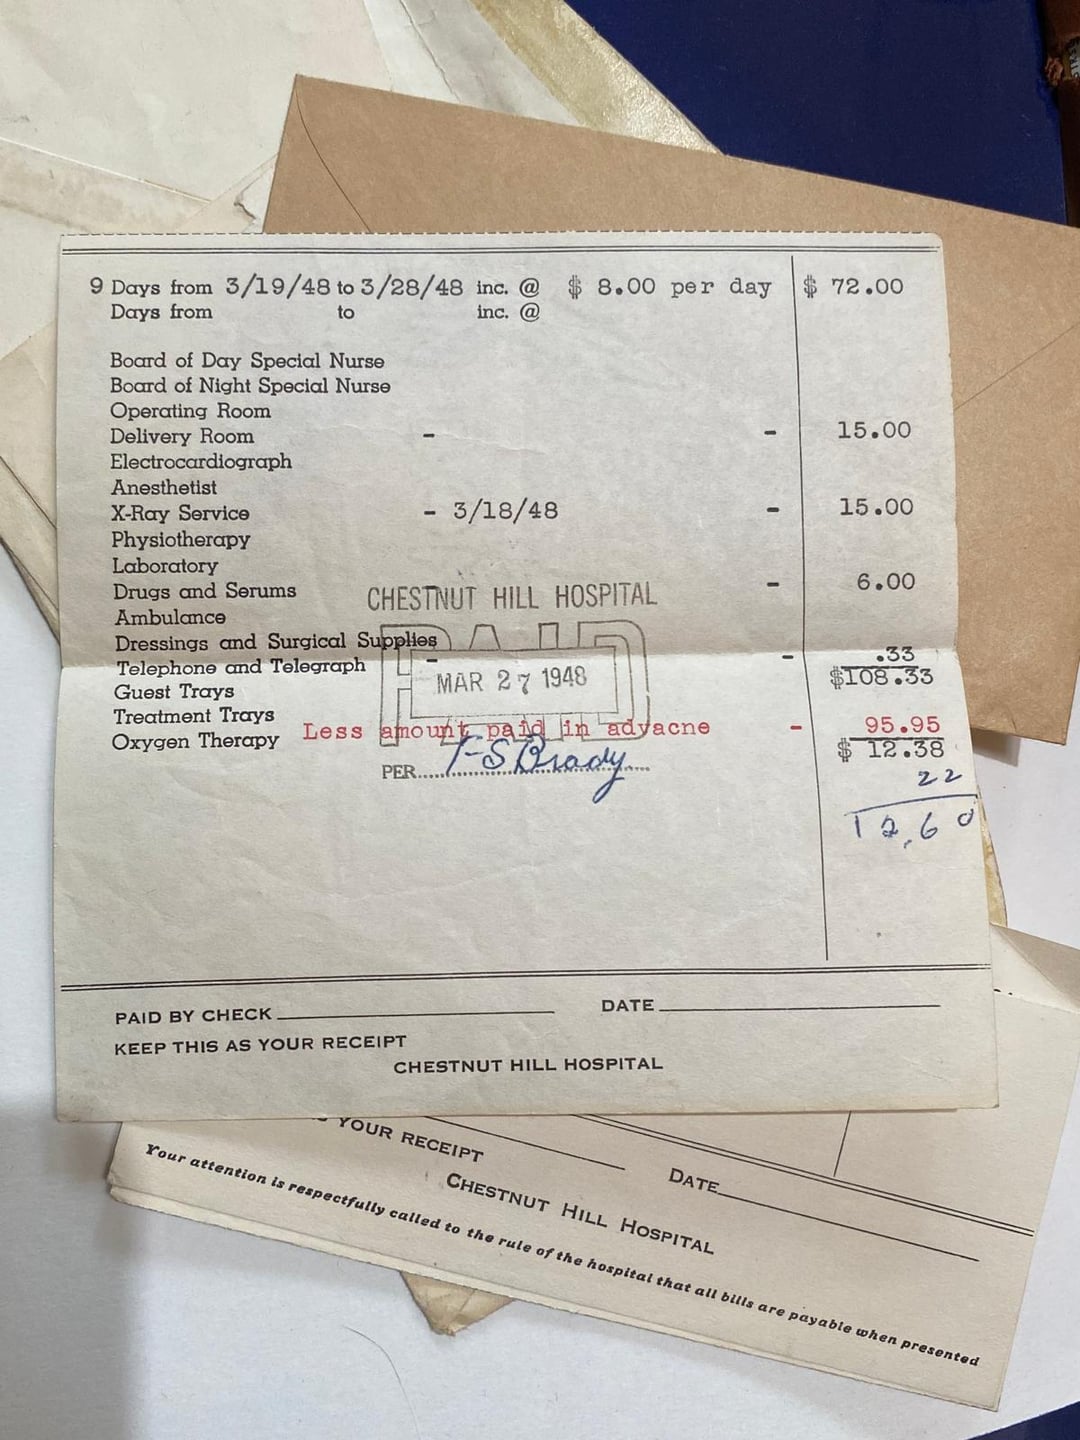 9 Days from 3/19/48 to 3/28/48 inc. @ $ 8.00 per day $ 72.00
Days from to inc. @
Board of Day Special Nurse
Board of Night Special Nurse
Operating Room
Delivery Room - - 15.00
Electrocardiograph
Anesthetist
X-Ray Service - 3/18/48 - 15.00
Physiotherapy
Laboratory
Drugs and Serums - 6.00
CHESTNUT HILL HOSPITAL
Ambulance
Dressings and Surgical Supplies
PAID
Telephone and Telegraph - - .33
MAR 27 1948
$108.33
Guest Trays
Treatment Trays
Less amount paid in advacne - 95.95
Oxygen Therapy
$ 12.38
PER Brady
22
12.60
PAID BY CHECK DATE
KEEP THIS AS YOUR RECEIPT
CHESTNUT HILL HOSPITAL
YOUR RECEIPT
DATE
CHESTNUT HILL HOSPITAL
Your attention is respectfully called to the rule of the hospital that all bills are payable when presented